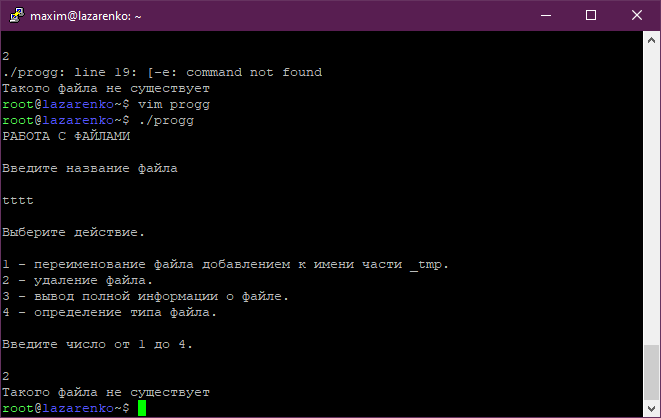 maxim@lazarenko: ~
2
./progg: line 19: [-e: command not found
Такого файла не существует
root@lazarenko~$ vim progg
root@lazarenko~$ ./progg
РАБОТА С ФАЙЛАМИ
Введите название файла
tttt
Выберите действие.
1 - переименование файла добавлением к имени части _tmp.
2 - удаление файла.
3 - вывод полной информации о файле.
4 - определение типа файла.
Введите число от 1 до 4.
2
Такого файла не существует
root@lazarenko~$